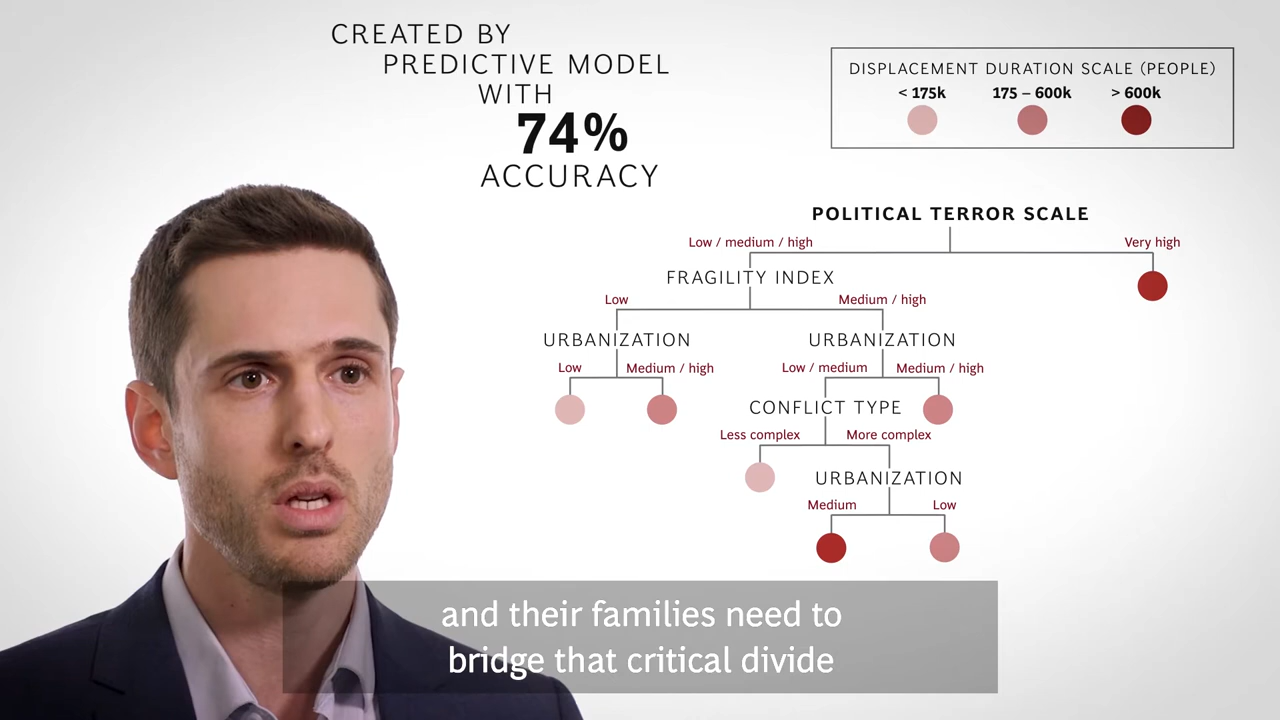 CREATED BY
PREDICTIVE MODEL
WITH
74%
ACCURACY
DISPLACEMENT DURATION SCALE (PEOPLE)
< 175k 175 – 600k > 600k
POLITICAL TERROR SCALE
Low / medium / high Very high
FRAGILITY INDEX
Low Medium / high
URBANIZATION URBANIZATION
Low Medium / high Low / medium Medium / high
CONFLICT TYPE
Less complex More complex
URBANIZATION
Medium Low
and their families need to
bridge that critical divide